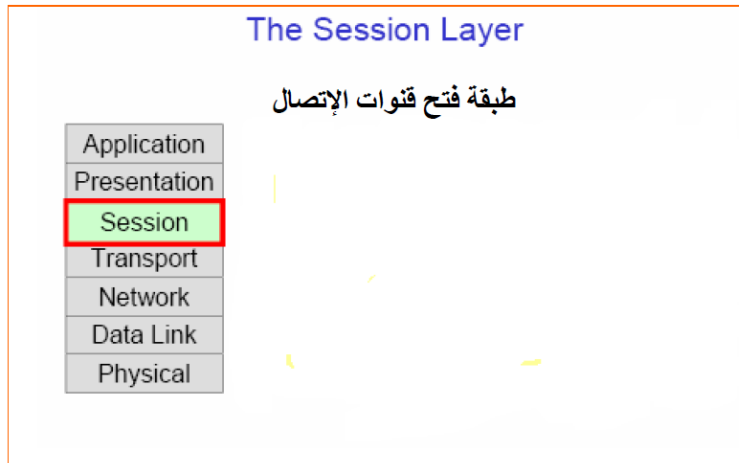 The Session Layer
طبقة فتح قنوات الإتصال
Application
Presentation
Session
Transport
Network
Data Link
Physical